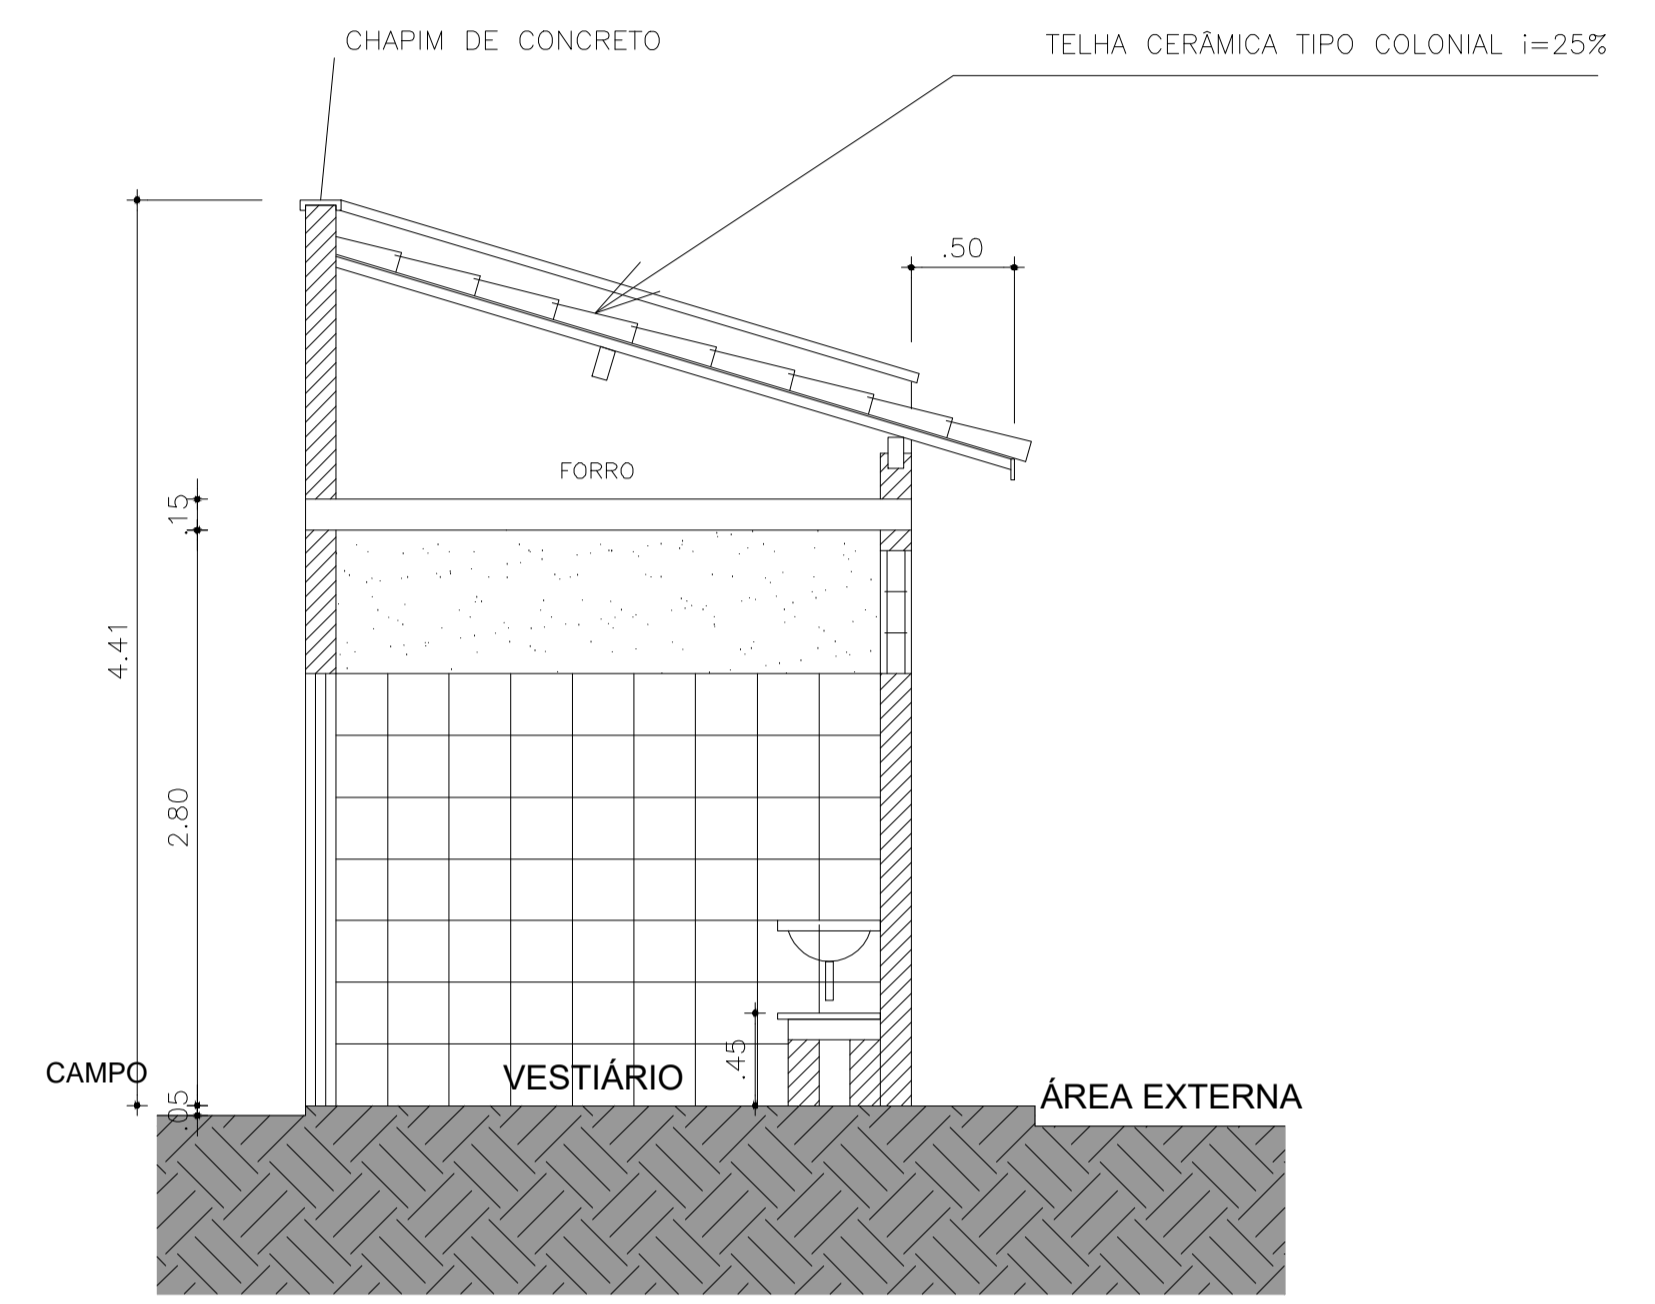 CHAPIM DE CONCRETO
TELHA CERÂMICA TIPO COLONIAL i=25%
.50
FORRO
.15
4.41
2.80
.45
CAMPO
VESTIÁRIO
.05
ÁREA EXTERNA